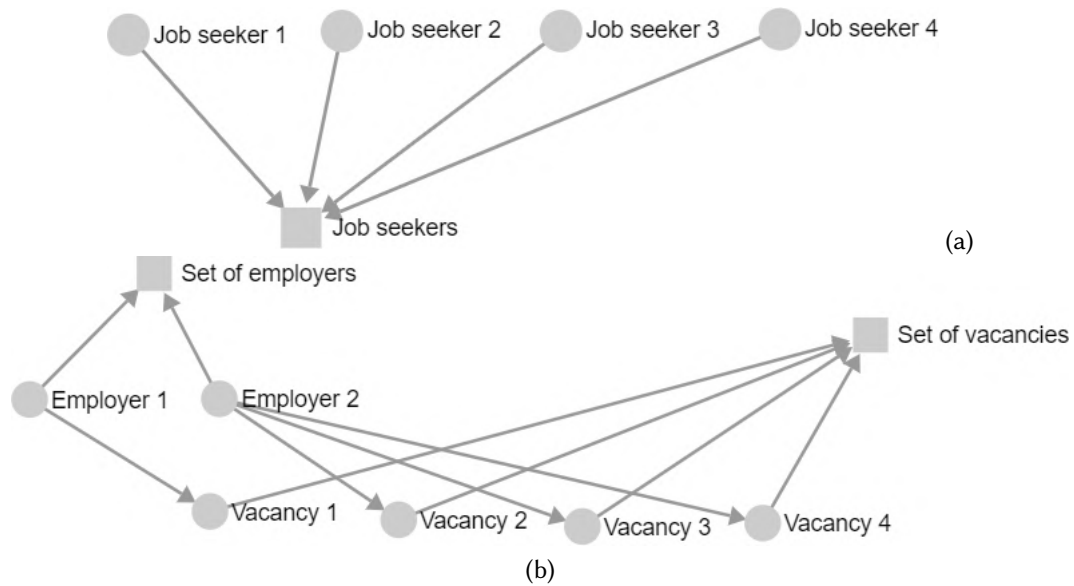 Job seeker 1 Job seeker 2 Job seeker 3 Job seeker 4
Job seekers
(a)
Set of employers
Set of vacancies
Employer 1 Employer 2
Vacancy 1 Vacancy 2 Vacancy 3 Vacancy 4
(b)